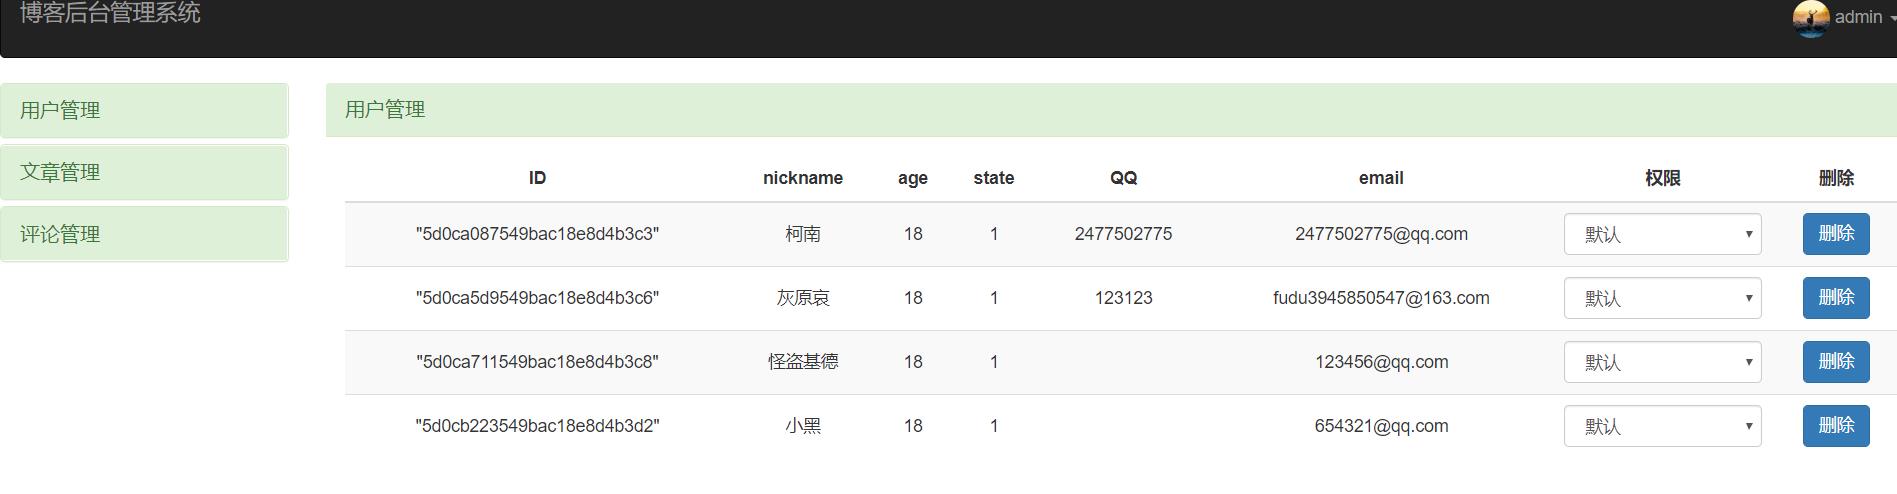 博客后台管理系统
admin
用户管理
文章管理
评论管理
用户管理
ID nickname age state QQ email 权限 删除
"5d0ca087549bac18e8d4b3c3" 柯南 18 1 2477502775 2477502775@qq.com 默认 删除
"5d0ca5d9549bac18e8d4b3c6" 灰原哀 18 1 123123 fudu3945850547@163.com 默认 删除
"5d0ca711549bac18e8d4b3c8" 怪盗基德 18 1 123456@qq.com 默认 删除
"5d0cb223549bac18e8d4b3d2" 小黑 18 1 654321@qq.com 默认 删除